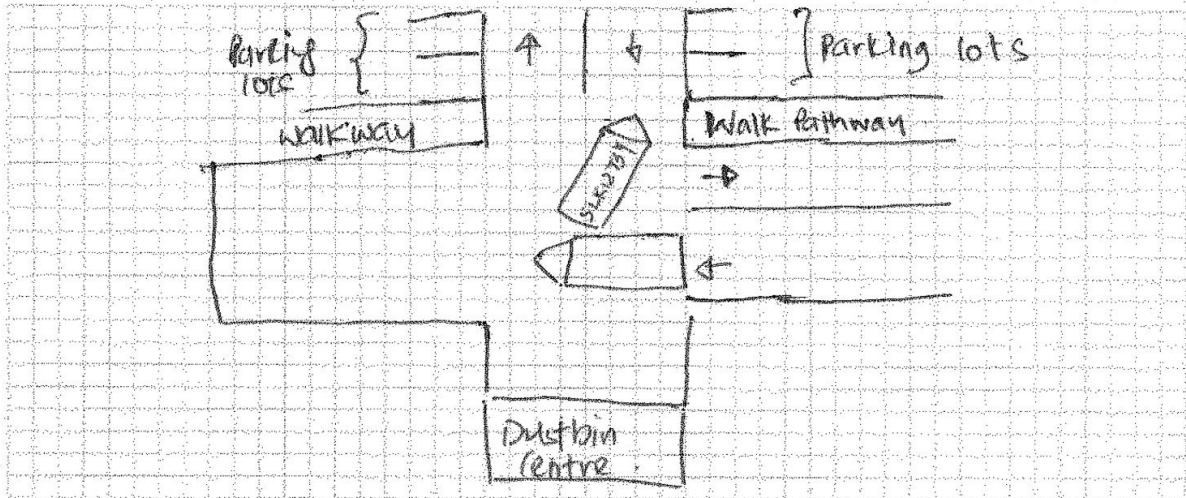 Parking
lots
Parking lots
walkway
Walk Pathway
Dustbin
Centre